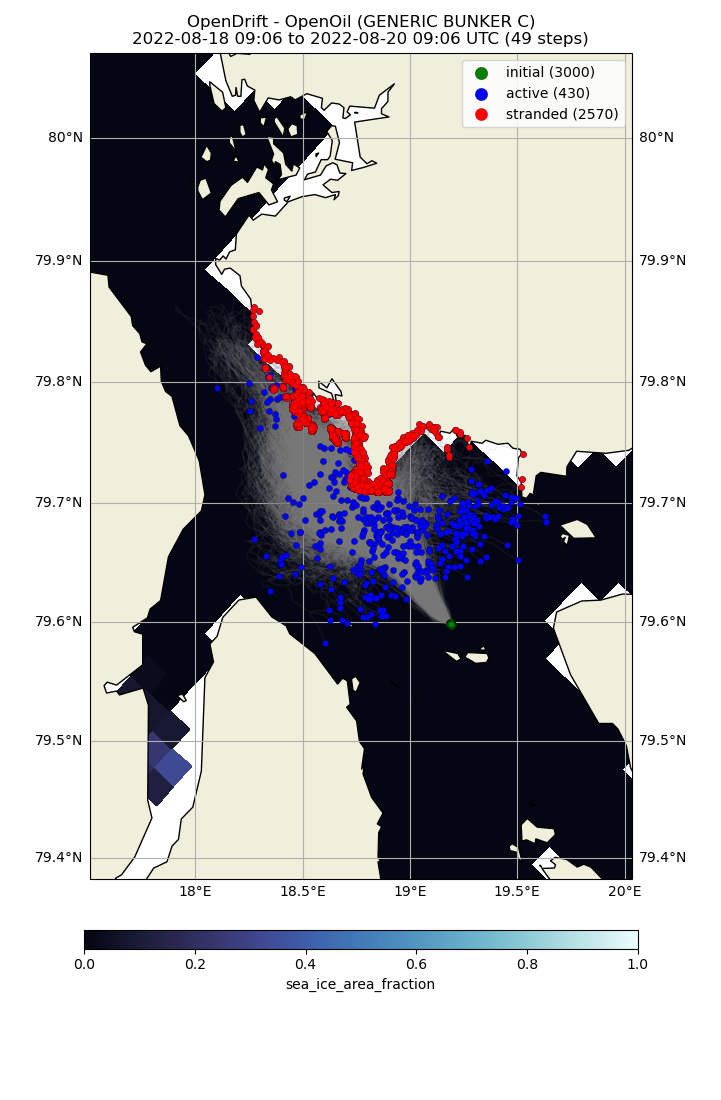 OpenDrift - OpenOil (GENERIC BUNKER C)
2022-08-18 09:06 to 2022-08-20 09:06 UTC (49 steps)
initial (3000)
active (430)
stranded (2570)
80°N 80°N
79.9°N 79.9°N
79.8°N 79.8°N
79.7°N 79.7°N
79.6°N 79.6°N
79.5°N 79.5°N
79.4°N 79.4°N
18°E 18.5°E 19°E 19.5°E 20°E
0.0 0.2 0.4 0.6 0.8 1.0
sea_ice_area_fraction